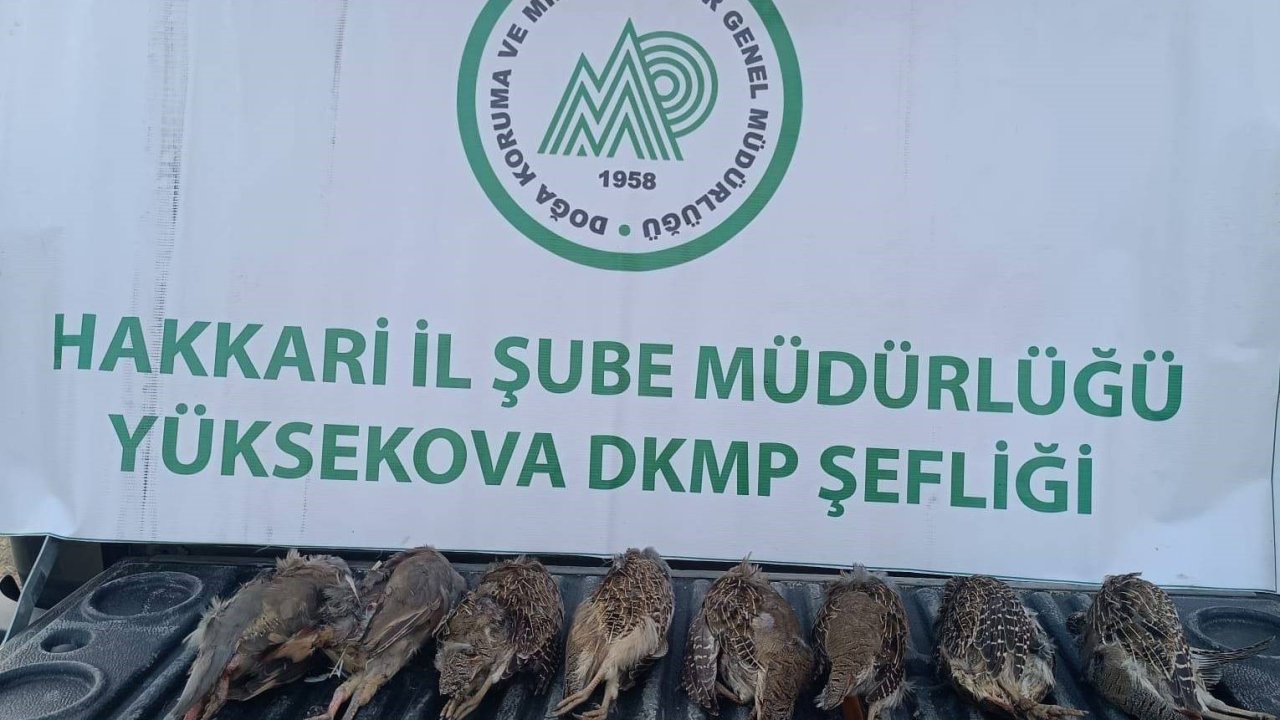 DOĞA KORUMA VE GENEL MÜDÜRLÜĞÜ
1958
HAKKARİ İL ŞUBE MÜDÜRLÜĞÜ
YÜKSEKOVA DKMP ŞEFLİĞİ